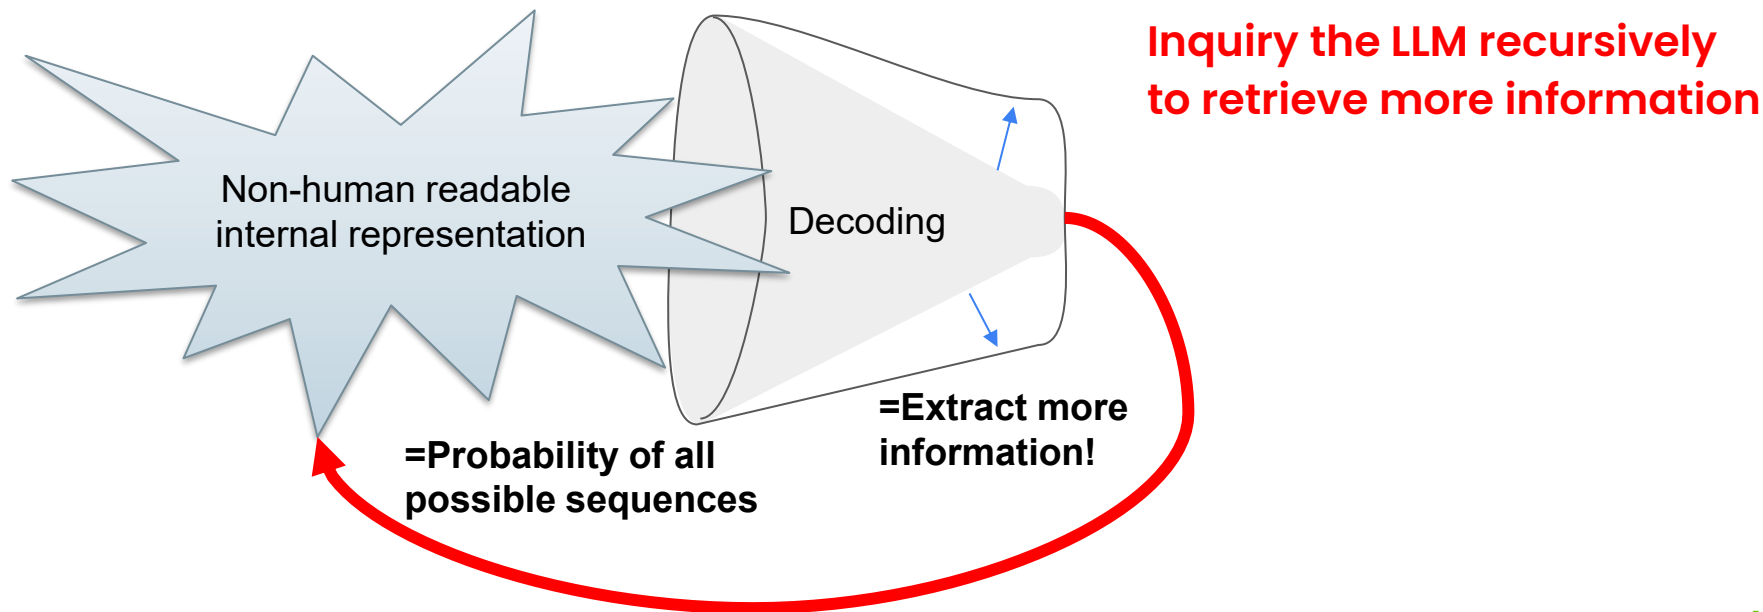 Inquiry the LLM recursively
to retrieve more information
Non-human readable
internal representation
Decoding
=Extract more
information!
=Probability of all
possible sequences